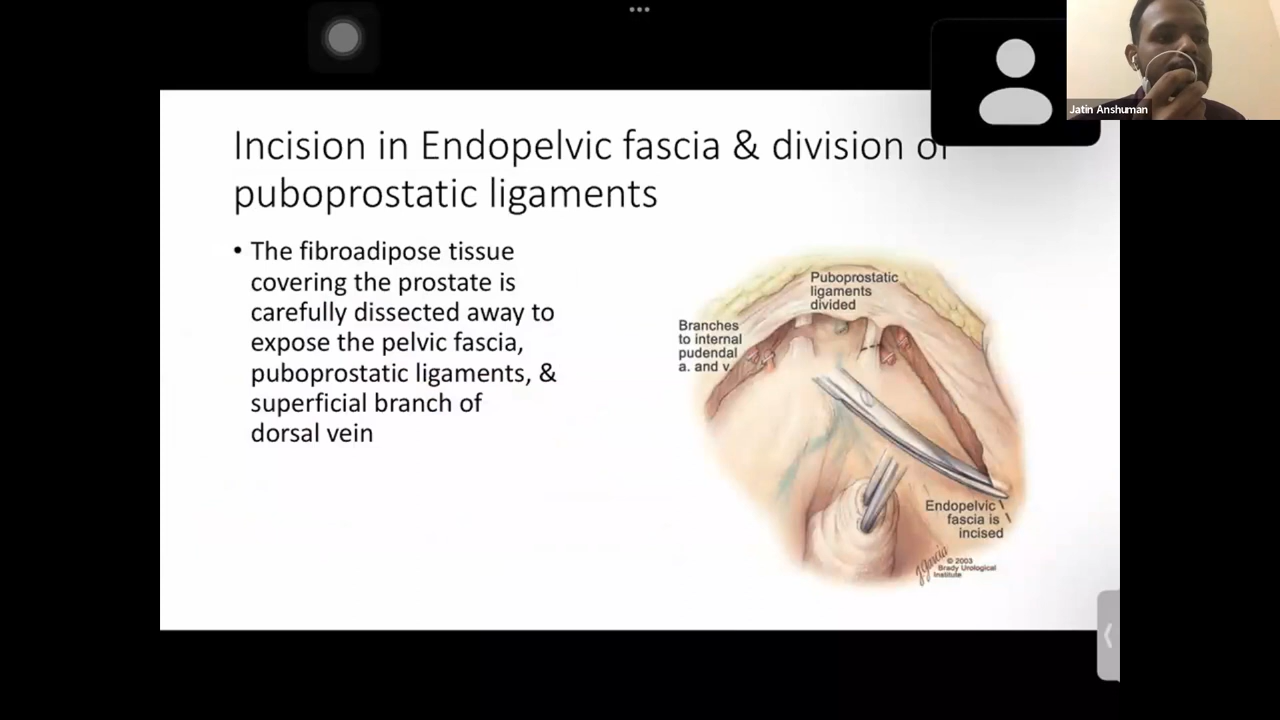 Jatin Anshuman
Incision in Endopelvic fascia & division of
puboprostatic ligaments
• The fibroadipose tissue
covering the prostate is
carefully dissected away to
expose the pelvic fascia,
puboprostatic ligaments, &
superficial branch of
dorsal vein
Puboprostatic
ligaments
divided
Branches
to internal
pudendal
a. and v.
Endopelvic
fascia is
incised
© 2003
Brady Urological
Institute